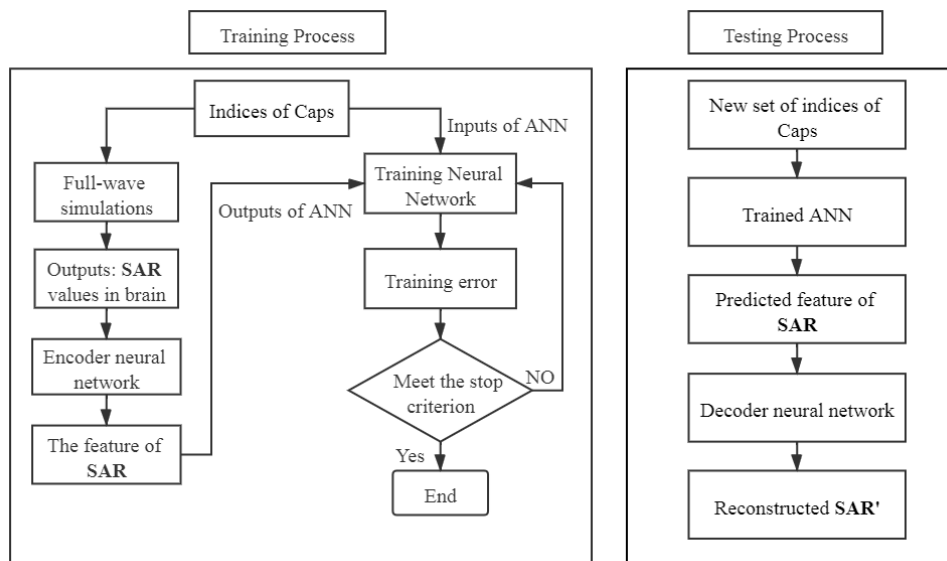 Training Process
Indices of Caps
Inputs of ANN
Full-wave
simulations
Training Neural
Network
Outputs of ANN
Outputs: SAR
values in brain
Training error
Encoder neural
network
Meet the stop
criterion
NO
The feature of
SAR
Yes
End
Testing Process
New set of indices of
Caps
Trained ANN
Predicted feature of
SAR
Decoder neural network
Reconstructed SAR'